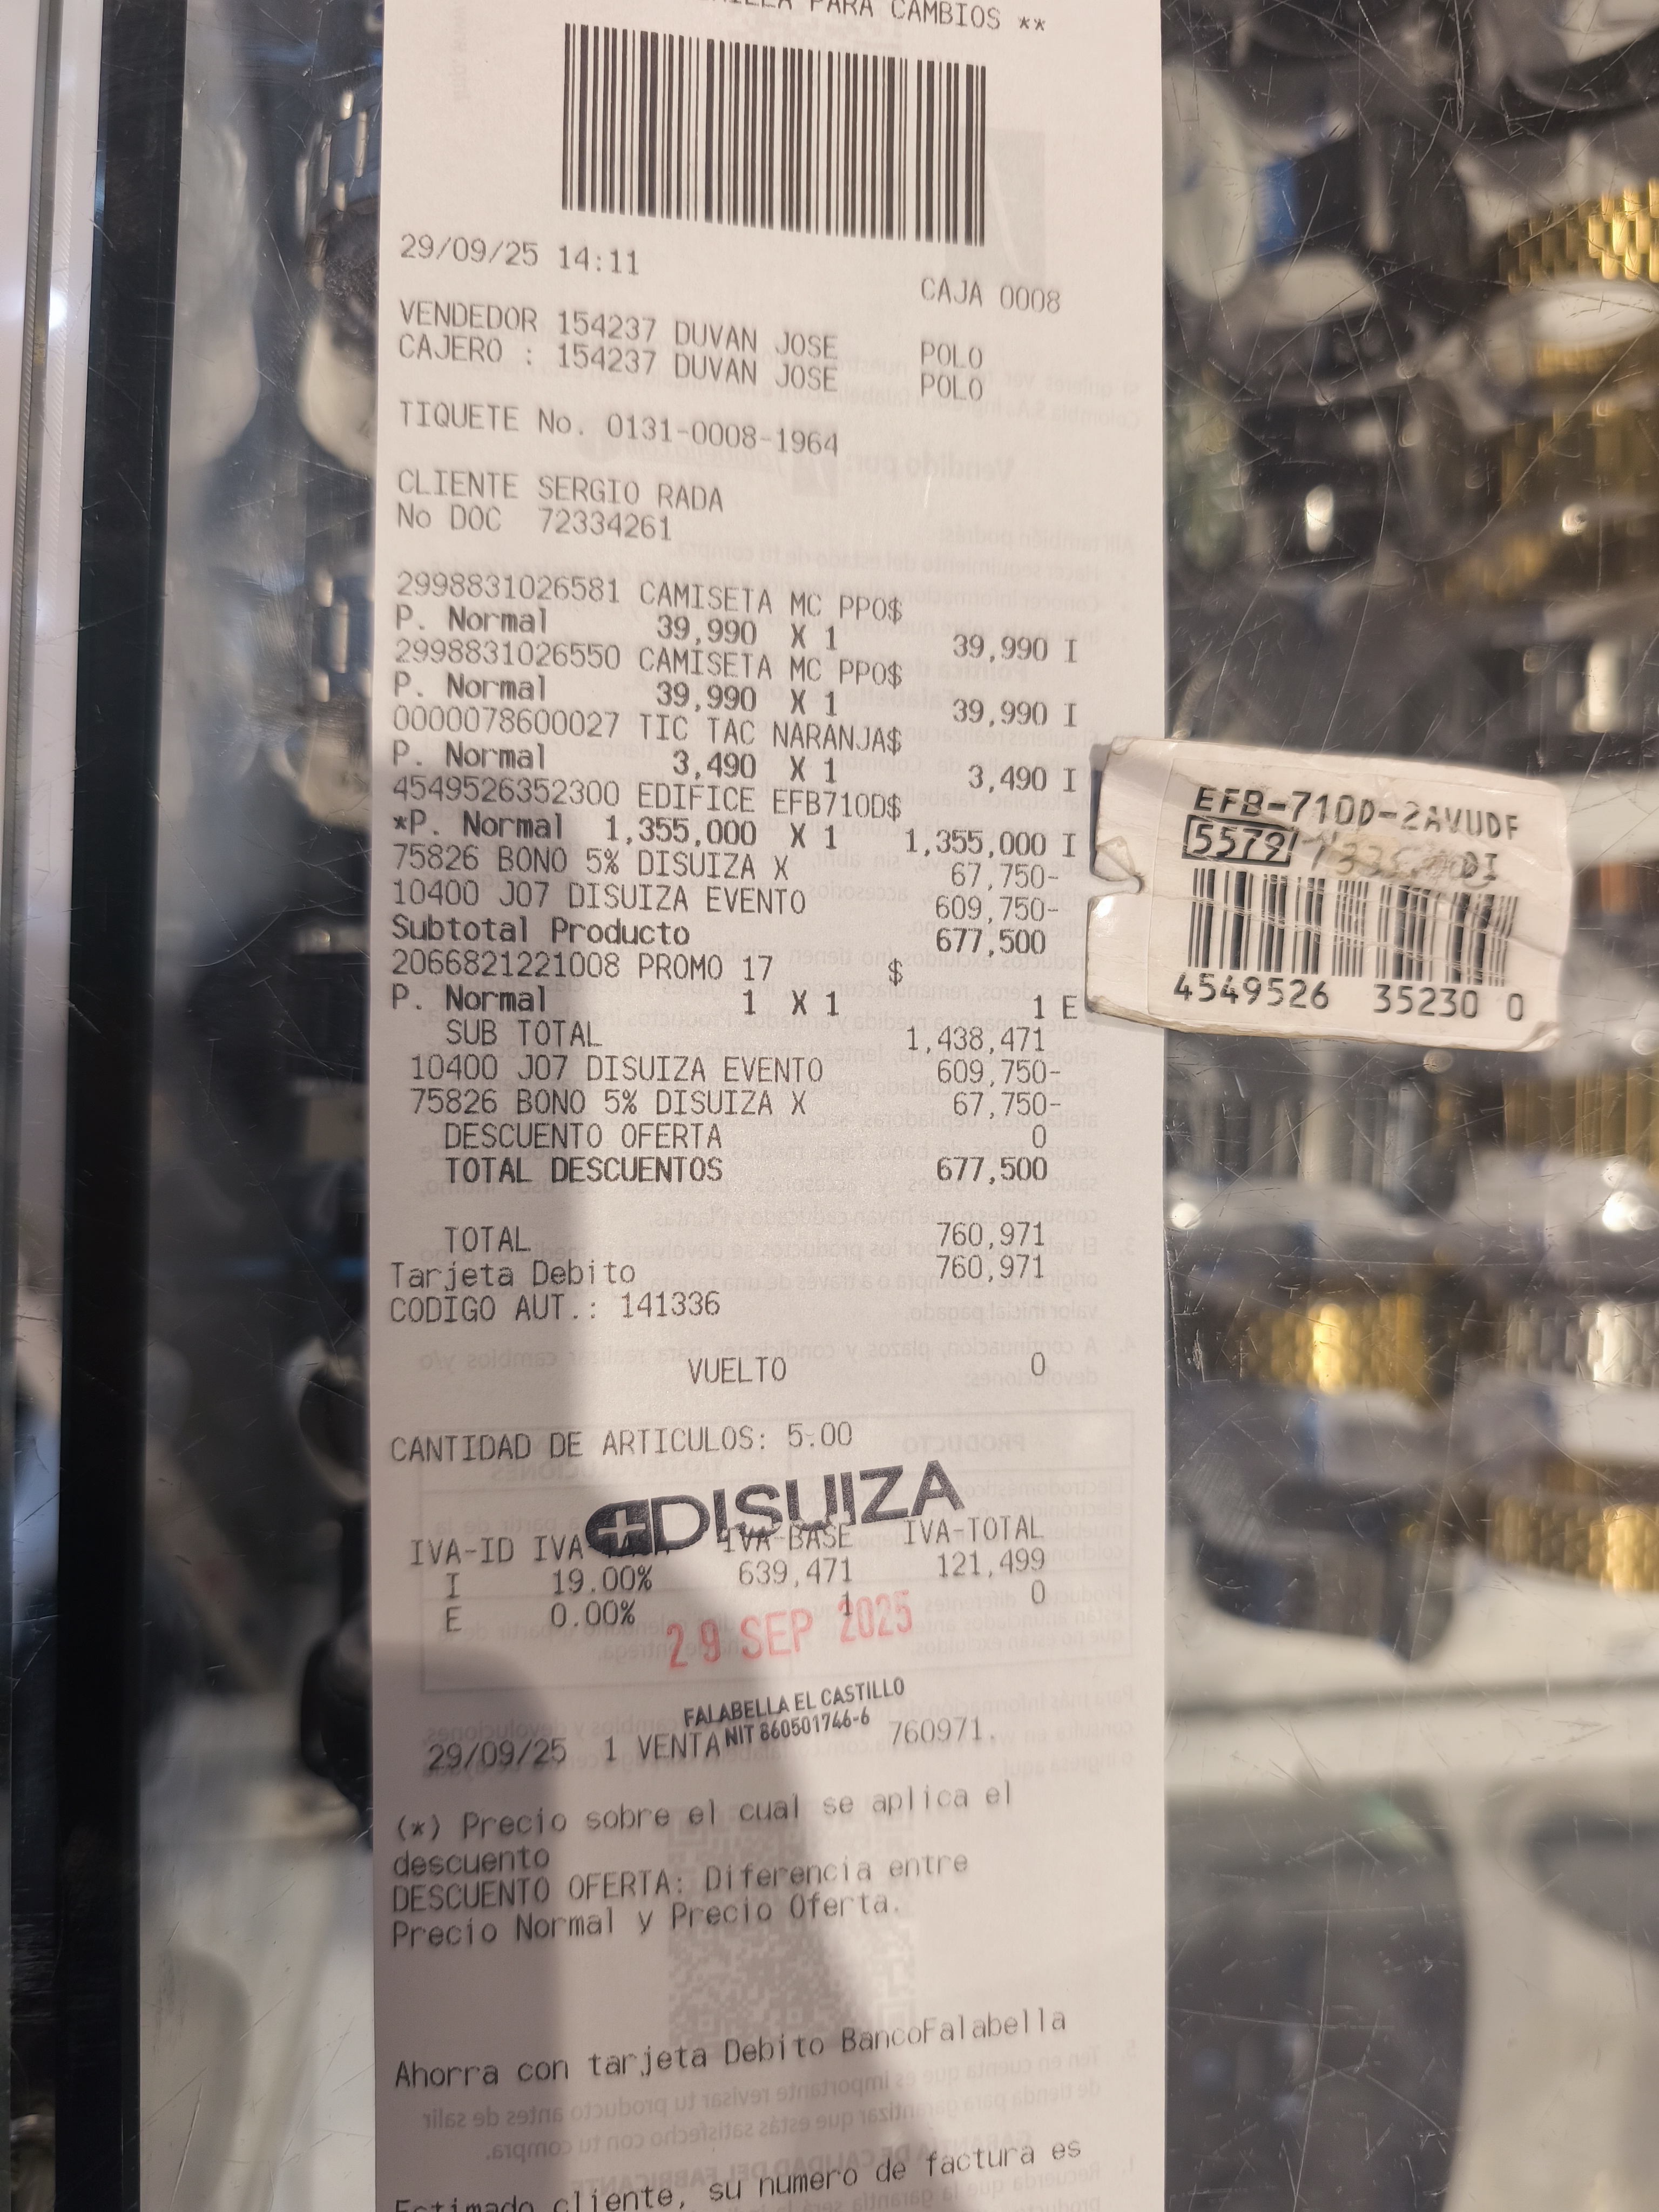 PARA CAMBIOS **
29/09/25 14:11
CAJA 0008
VENDEDOR 154237 DUVAN JOSE POLO
CAJERO : 154237 DUVAN JOSE POLO
TIQUETE No. 0131-0008-1964
CLIENTE SERGIO RADA
No DOC 72334261
2998831026581 CAMISETA MC PPO$
P. Normal 39,990 X 1 39,990 I
2998831026550 CAMISETA MC PPO$
P. Normal 39,990 X 1 39,990 I
0000078600027 TIC TAC NARANJA$
P. Normal 3,490 X 1 3,490 I
4549526352300 EDIFICE EFB710D$
*P. Normal 1,355,000 X 1 1,355,000 I
75826 BONO 5% DISUIZA X 67,750-
10400 J07 DISUIZA EVENTO 609,750-
Subtotal Producto 677,500
2066821221008 PROMO 17 $
P. Normal 1 X 1 1 E
SUB TOTAL 1,438,471
10400 J07 DISUIZA EVENTO 609,750-
75826 BONO 5% DISUIZA X 67,750-
DESCUENTO OFERTA 0
TOTAL DESCUENTOS 677,500
TOTAL 760,971
Tarjeta Debito 760,971
CODIGO AUT.: 141336
VUELTO 0
CANTIDAD DE ARTICULOS: 5.00
DISUIZA
IVA-ID IVA IVA-BASE IVA-TOTAL
I 19.00% 639,471 121,499
E 0.00% 1 0
29 SEP 2025
FALABELLA EL CASTILLO
NIT 860501746-6
29/09/25 1 VENTA 760971.
(*) Precio sobre el cual se aplica el
descuento
DESCUENTO OFERTA: Diferencia entre
Precio Normal y Precio Oferta.
Ahorra con tarjeta Debito BancoFalabella
Estimado cliente, su numero de factura es
EFB-710D-2AVUDF
5579 DI
4549526 35230 0